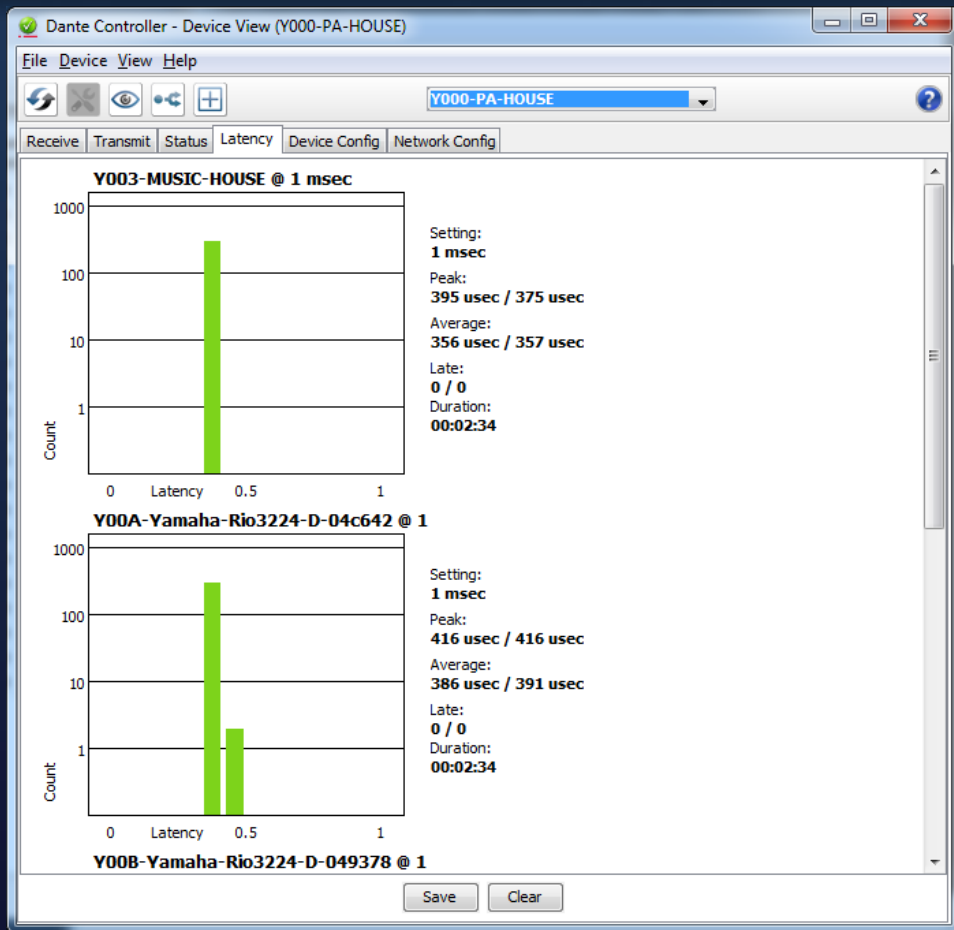 Dante Controller - Device View (Y000-PA-HOUSE)
File Device View Help
Y000-PA-HOUSE
?
Receive Transmit Status Latency Device Config Network Config
Y003-MUSIC-HOUSE @ 1 msec
1000
100
10
1
Count
0 Latency 0.5 1
Setting:
1 msec
Peak:
395 usec / 375 usec
Average:
356 usec / 357 usec
Late:
0 / 0
Duration:
00:02:34
Y00A-Yamaha-Rio3224-D-04c642 @ 1
1000
100
10
1
Count
0 Latency 0.5 1
Setting:
1 msec
Peak:
416 usec / 416 usec
Average:
386 usec / 391 usec
Late:
0 / 0
Duration:
00:02:34
Y00B-Yamaha-Rio3224-D-049378 @ 1
Save Clear